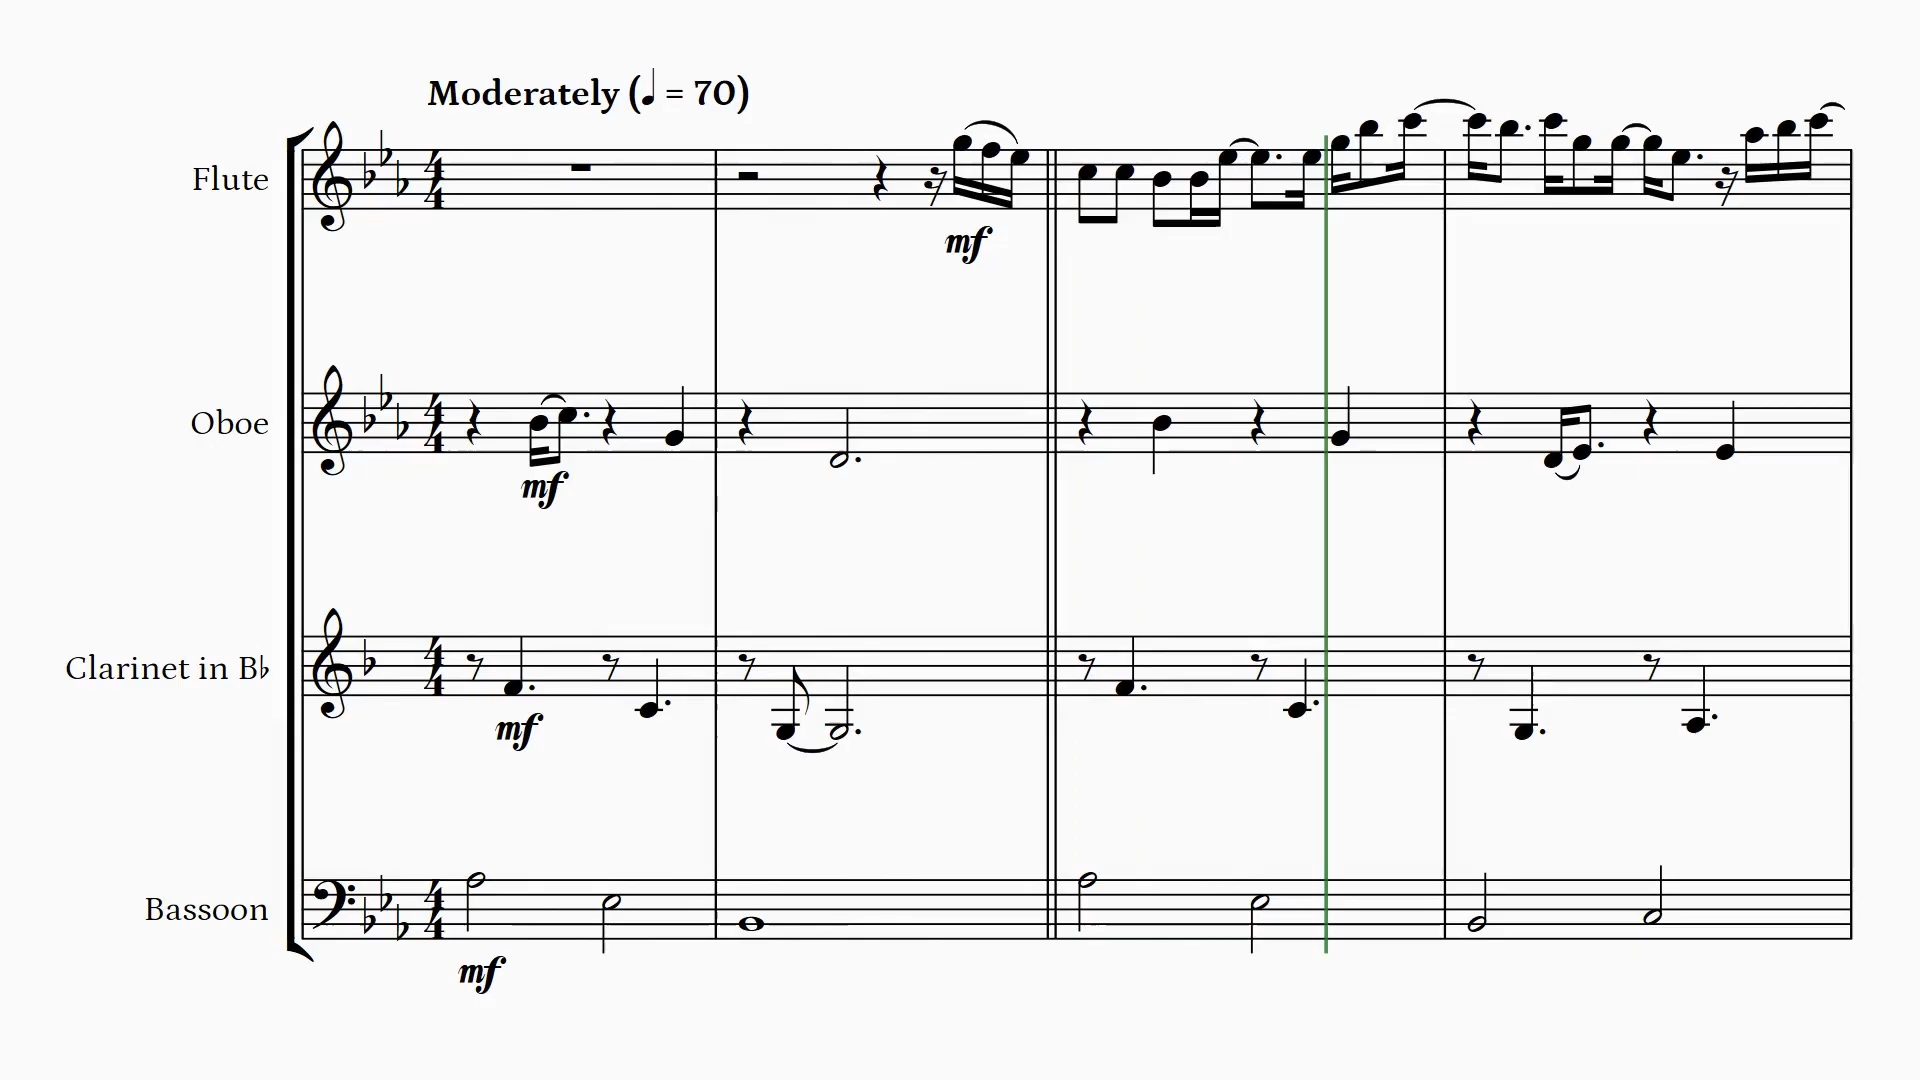 Moderately (♩ = 70)
Flute
mf
Oboe
mf
Clarinet in B♭
mf
Bassoon
mf